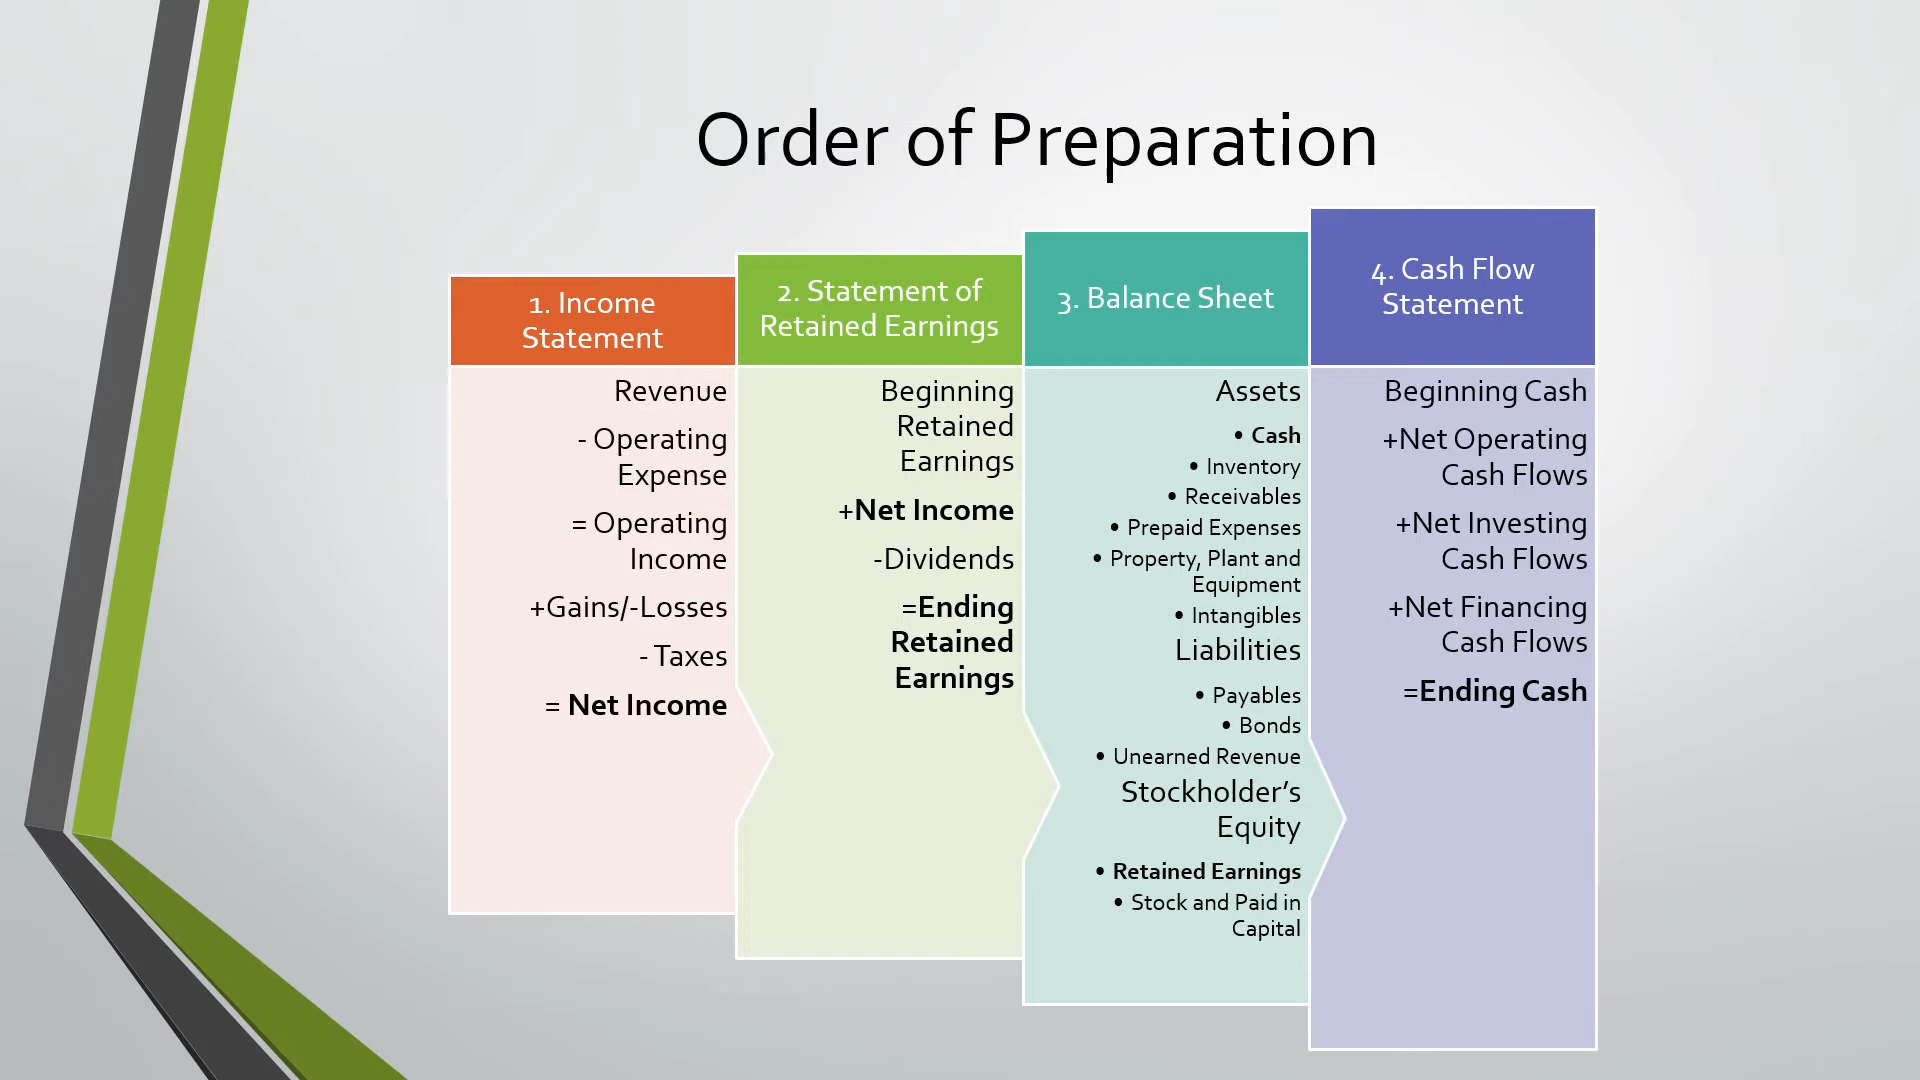 Order of Preparation
1. Income
Statement
Revenue
- Operating
Expense
= Operating
Income
+Gains/-Losses
- Taxes
= Net Income
2. Statement of
Retained Earnings
Beginning
Retained
Earnings
+Net Income
-Dividends
=Ending
Retained
Earnings
3. Balance Sheet
Assets
• Cash
• Inventory
• Receivables
• Prepaid Expenses
• Property, Plant and
Equipment
• Intangibles
Liabilities
• Payables
• Bonds
• Unearned Revenue
Stockholder’s
Equity
• Retained Earnings
• Stock and Paid in
Capital
4. Cash Flow
Statement
Beginning Cash
+Net Operating
Cash Flows
+Net Investing
Cash Flows
+Net Financing
Cash Flows
=Ending Cash